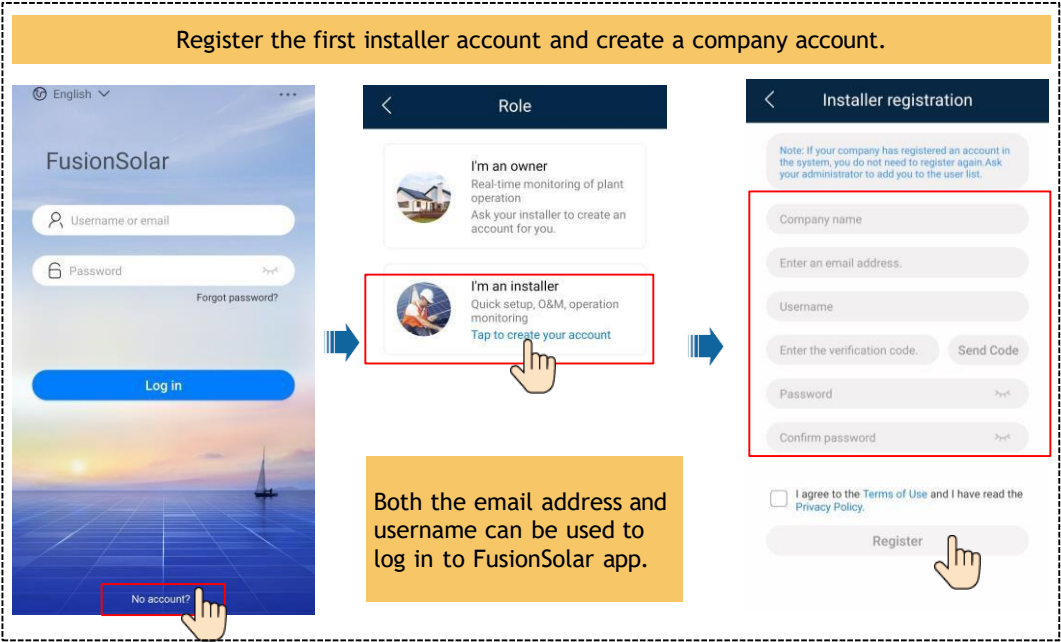 Register the first installer account and create a company account.
English
...
FusionSolar
Username or email
Password
Forgot password?
Log in
No account?
Role
I'm an owner
Real-time monitoring of plant
operation
Ask your installer to create an
account for you.
I'm an installer
Quick setup, O&M, operation
monitoring
Tap to create your account
Both the email address and
username can be used to
log in to FusionSolar app.
Installer registration
Note: If your company has registered an account in
the system, you do not need to register again.Ask
your administrator to add you to the user list.
Company name
Enter an email address.
Username
Enter the verification code. Send Code
Password
Confirm password
I agree to the Terms of Use and I have read the
Privacy Policy.
Register